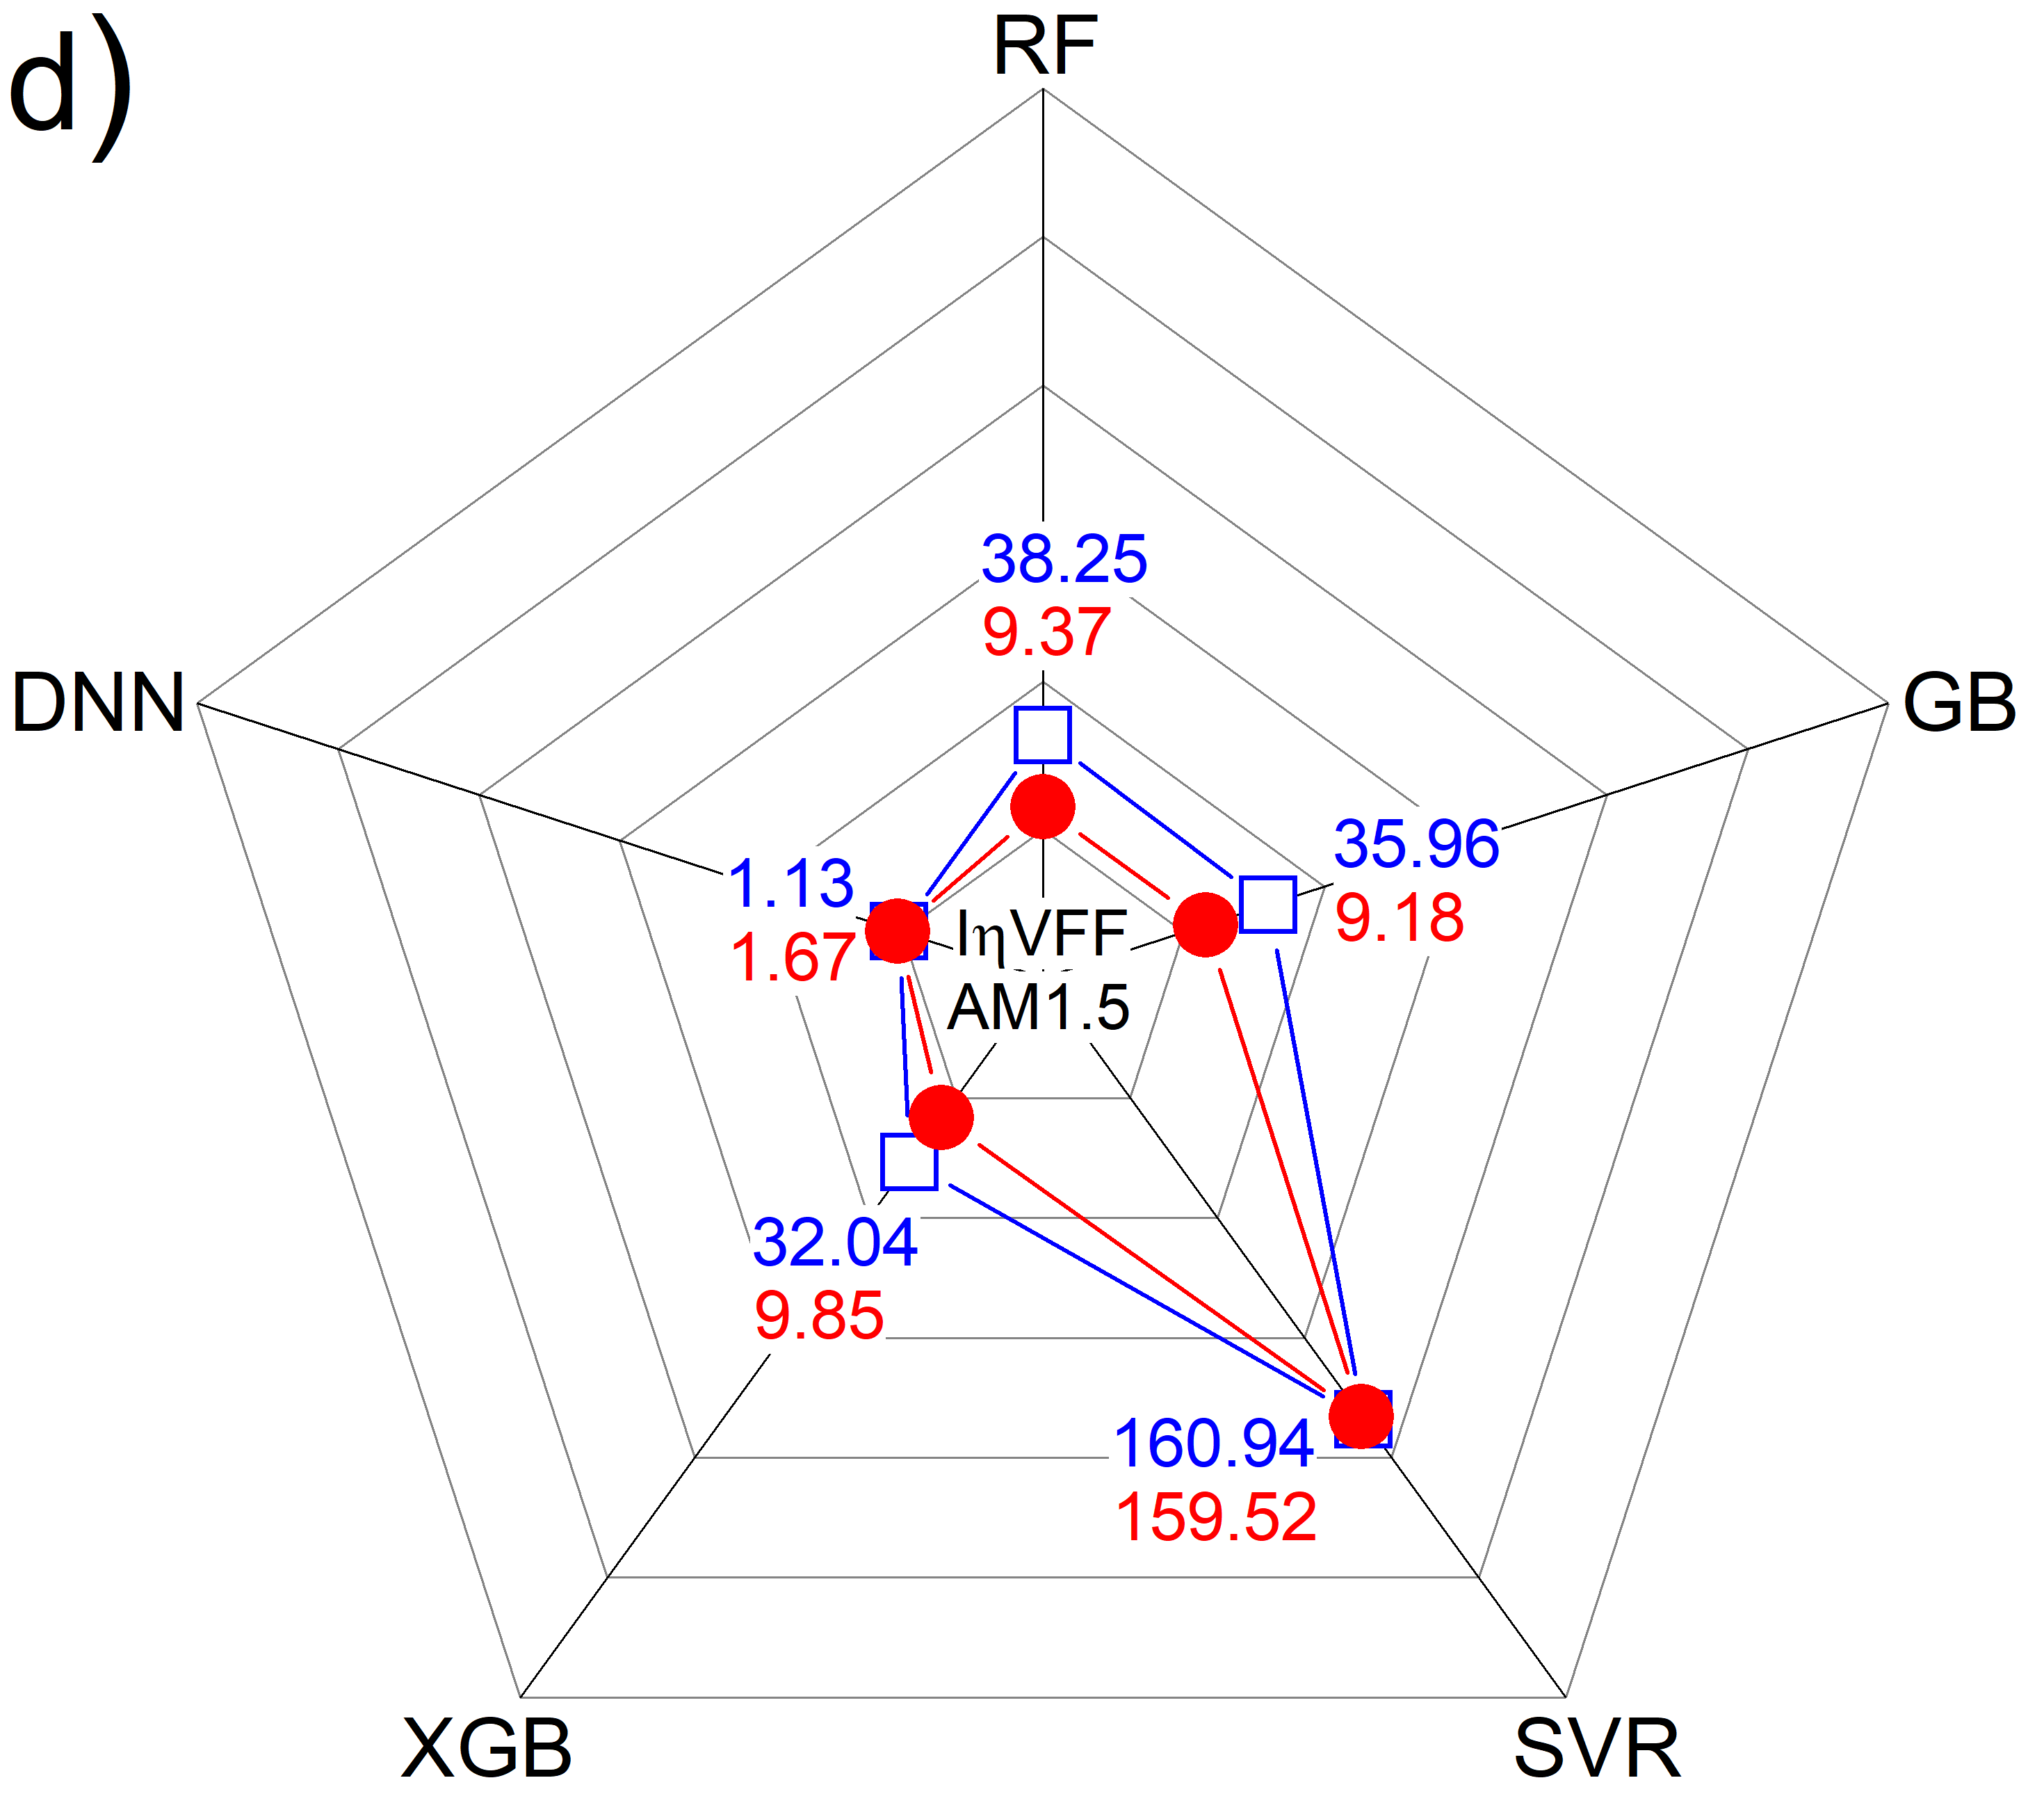 d)
RF
38.25
9.37
DNN
GB
35.96
9.18
1.13
1.67
IηVFF
AM1.5
32.04
9.85
160.94
159.52
XGB
SVR